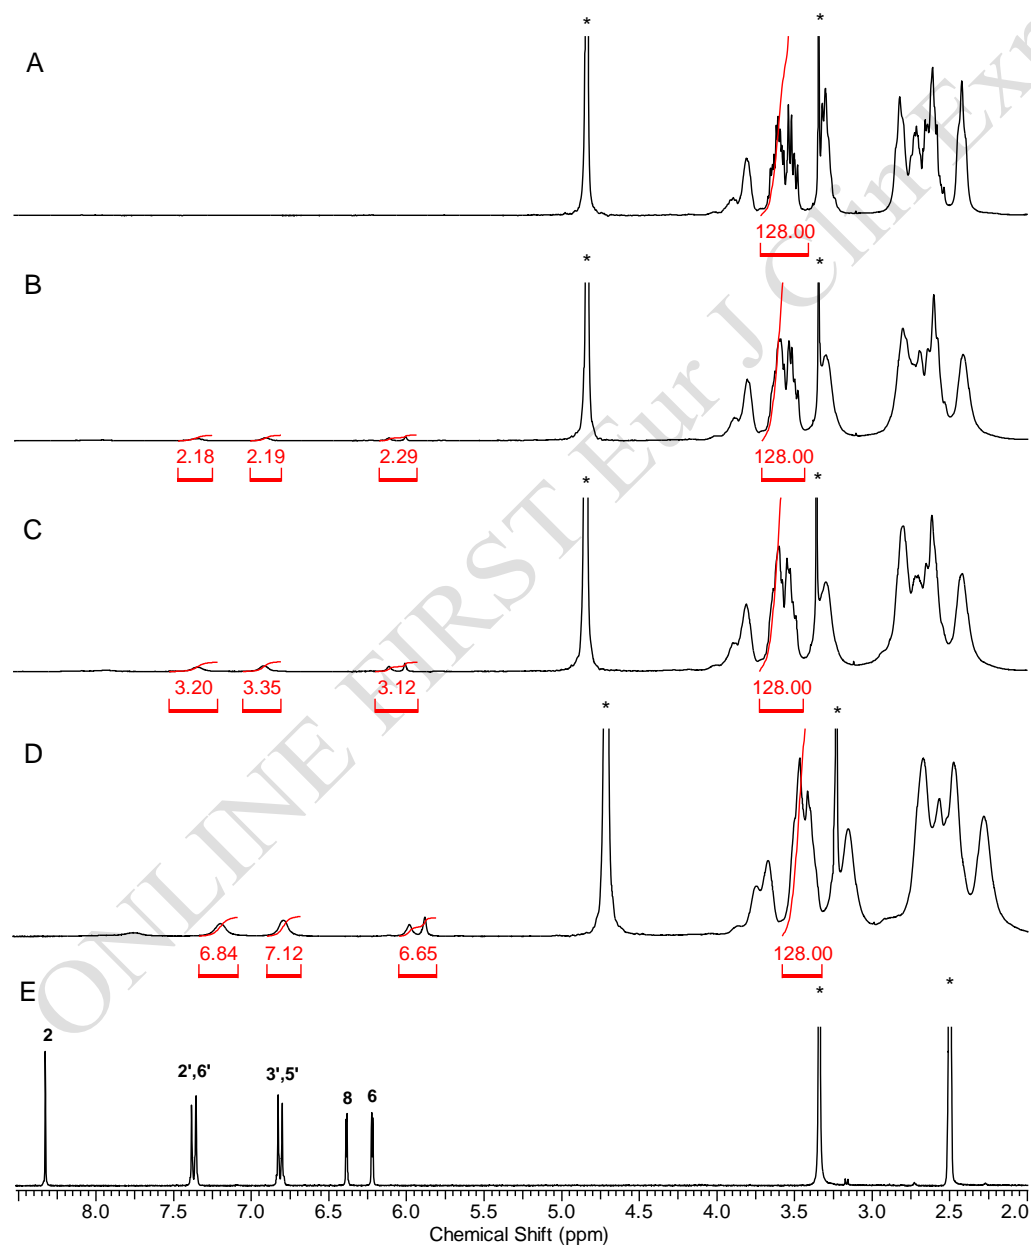 ONLINE FIRST Eur J Clin Exp
A
*
*
128.00
B
*
*
2.18 2.19 2.29 128.00
C
*
*
3.20 3.35 3.12 128.00
D
*
*
6.84 7.12 6.65 128.00
E
*
*
2
2',6'
3',5'
8
6
8.0 7.5 7.0 6.5 6.0 5.5 5.0 4.5 4.0 3.5 3.0 2.5 2.0
Chemical Shift (ppm)